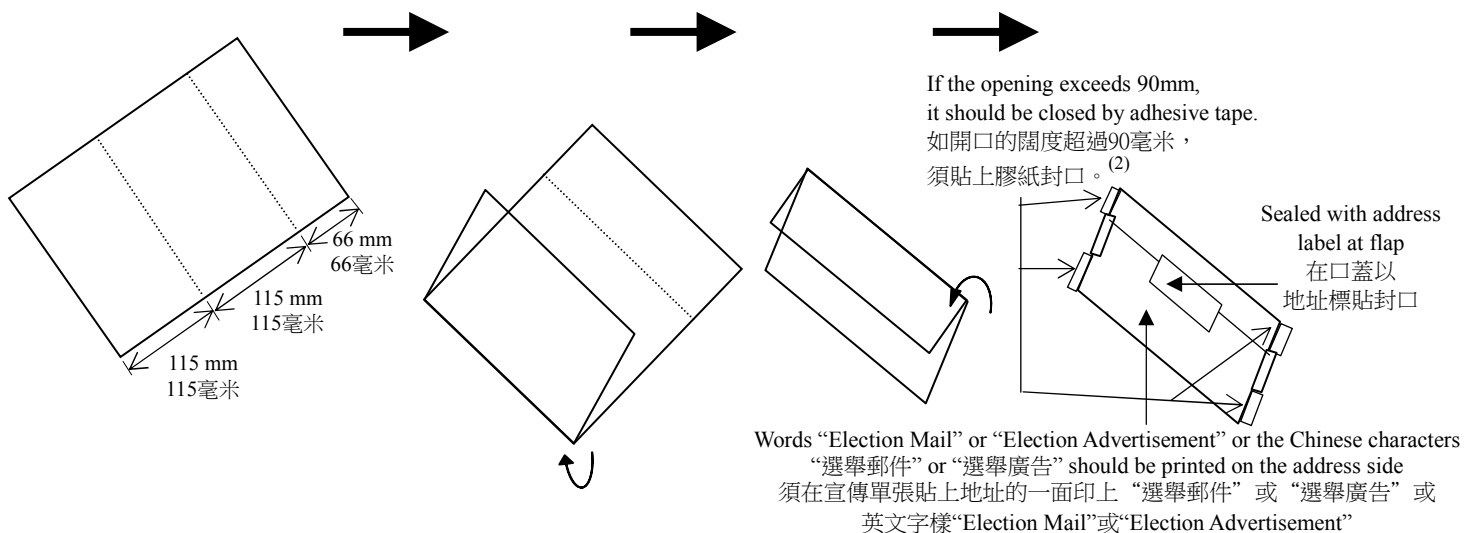 If the opening exceeds 90mm,
it should be closed by adhesive tape.
如開口的闊度超過90毫米，
須貼上膠紙封口。(2)
Sealed with address
label at flap
在口蓋以
地址標貼封口
66 mm
66毫米
115 mm
115毫米
115 mm
115毫米
Words “Election Mail” or “Election Advertisement” or the Chinese characters
“選舉郵件” or “選舉廣告” should be printed on the address side
須在宣傳單張貼上地址的一面印上“選舉郵件”或“選舉廣告”或
英文字樣“Election Mail”或“Election Advertisement”